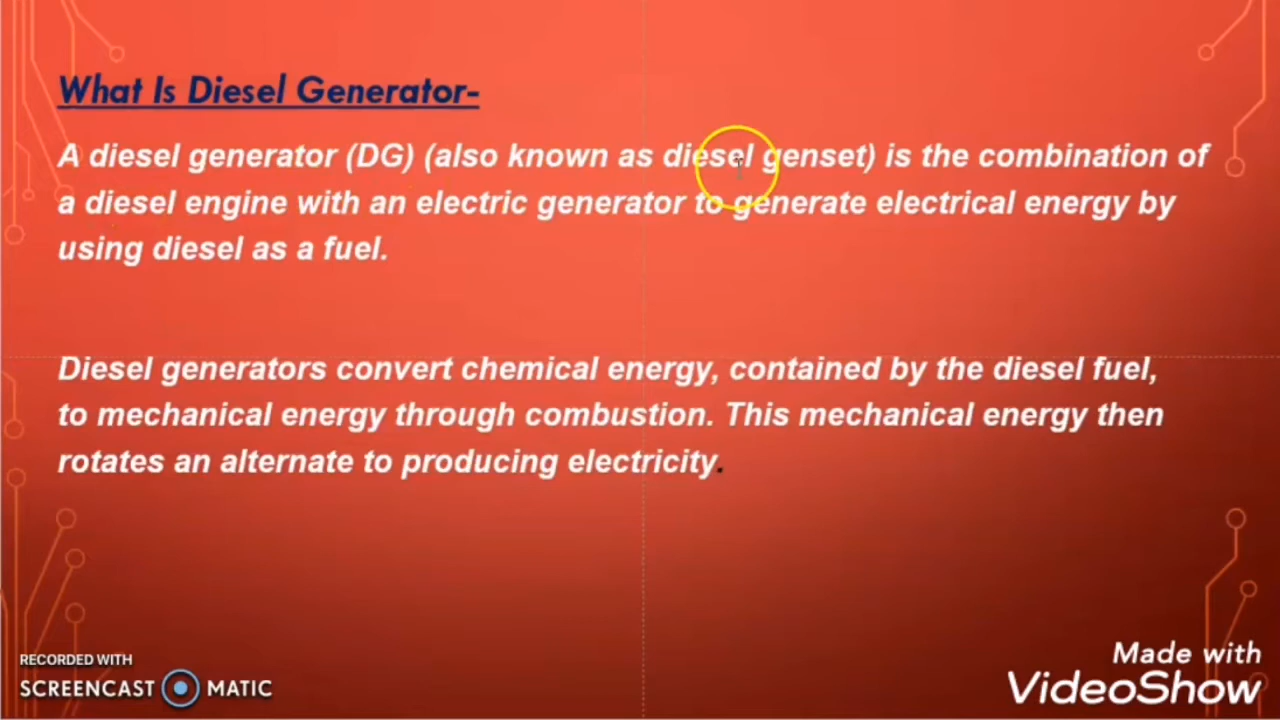 What Is Diesel Generator-
A diesel generator (DG) (also known as diesel genset) is the combination of
a diesel engine with an electric generator to generate electrical energy by
using diesel as a fuel.
Diesel generators convert chemical energy, contained by the diesel fuel,
to mechanical energy through combustion. This mechanical energy then
rotates an alternate to producing electricity.
RECORDED WITH
SCREENCAST MATIC
Made with
VideoShow